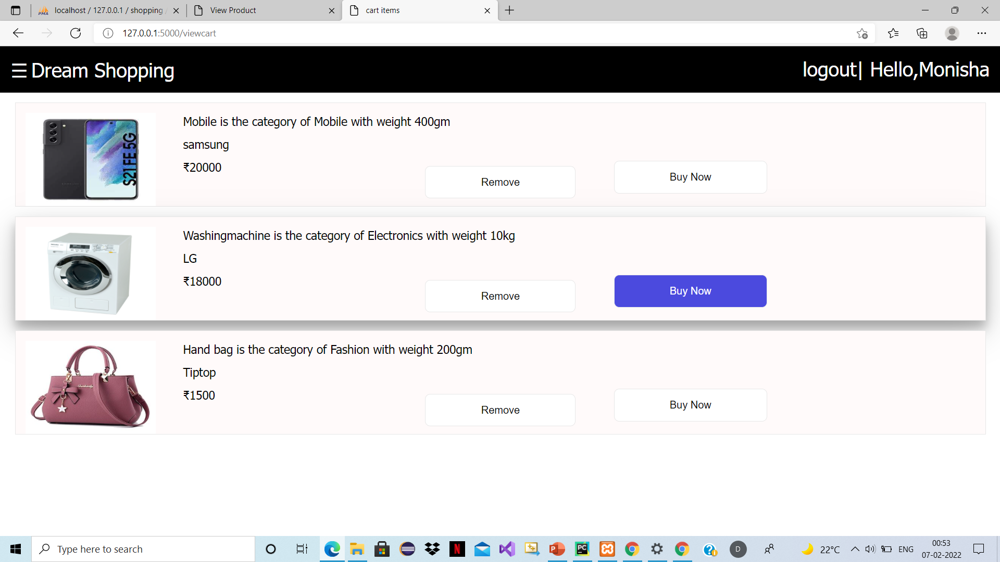 localhost / 127.0.0.1 / shopping /
View Product
cart items
127.0.0.1:5000/viewcart
☰ Dream Shopping
logout| Hello,Monisha
Mobile is the category of Mobile with weight 400gm
samsung
₹20000
Remove
Buy Now
S21 FE 5G
Washingmachine is the category of Electronics with weight 10kg
LG
₹18000
Remove
Buy Now
Hand bag is the category of Fashion with weight 200gm
Tiptop
₹1500
Remove
Buy Now
Type here to search
22°C
ENG
00:53
07-02-2022